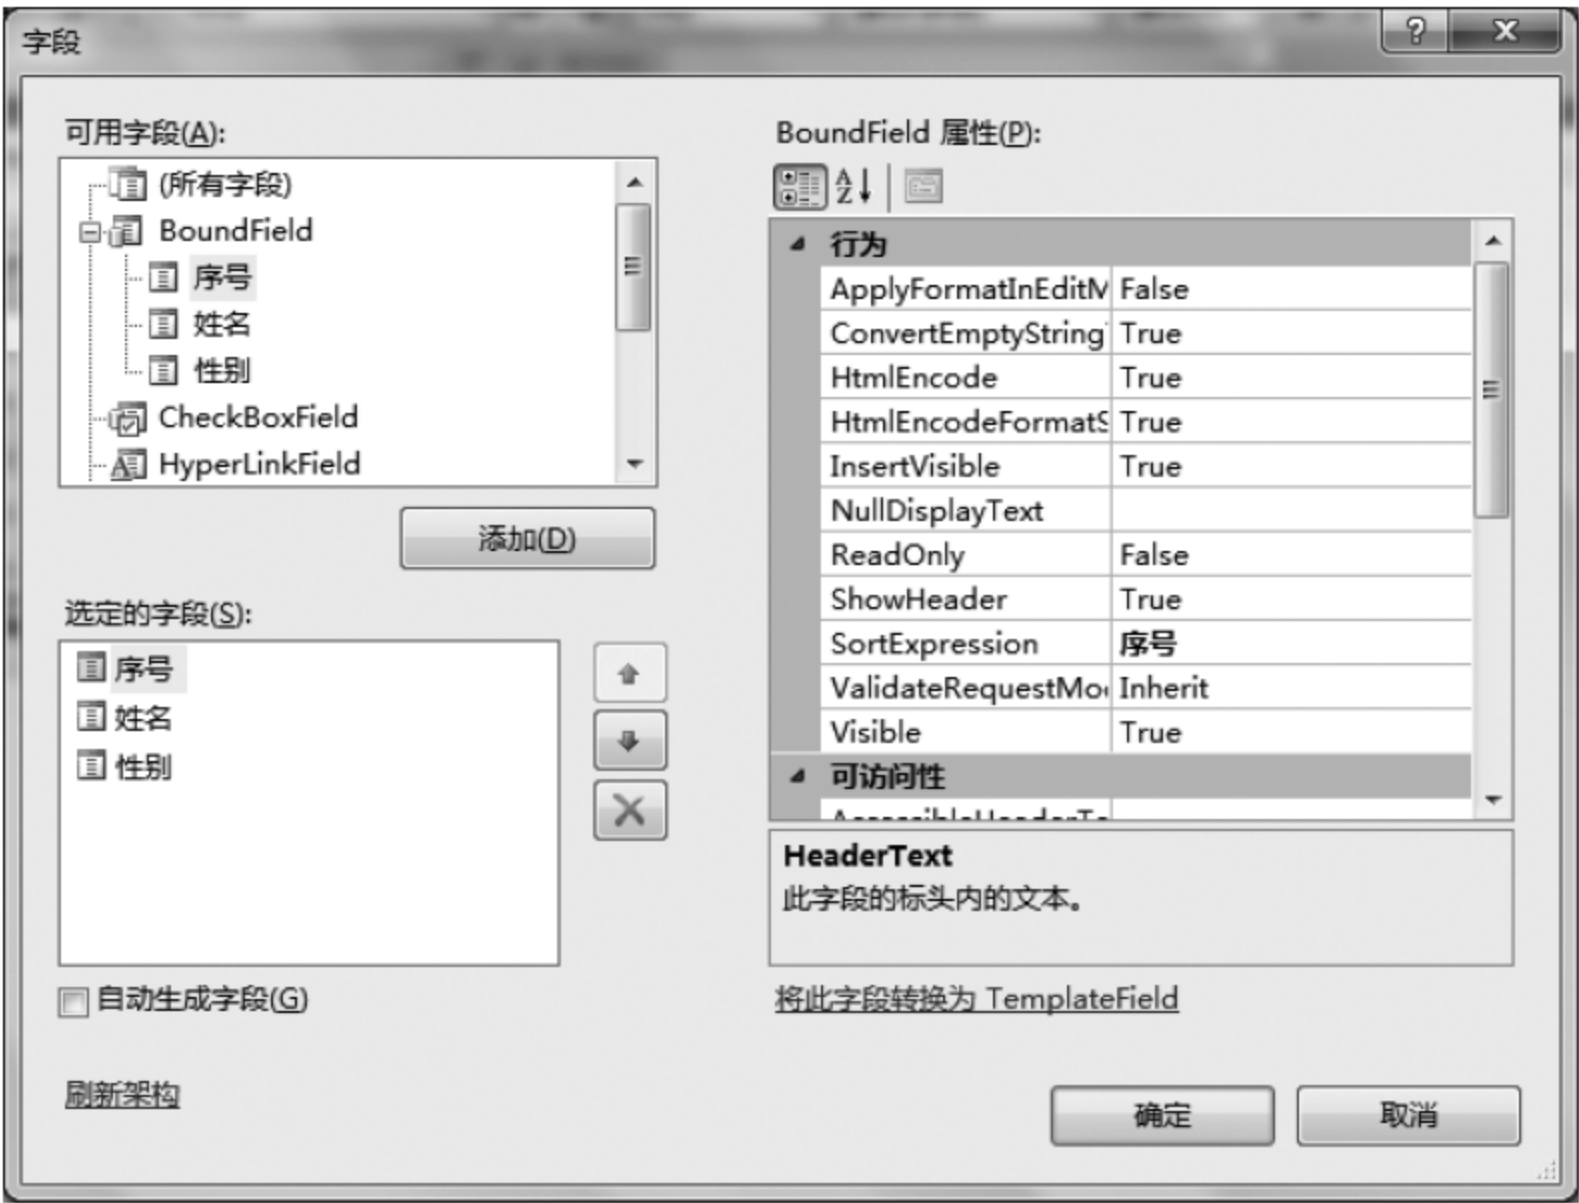 字段
可用字段(A):
(所有字段)
BoundField
序号
姓名
性别
CheckBoxField
HyperLinkField
添加(D)
选定的字段(S):
序号
姓名
性别
自动生成字段(G)
刷新架构
BoundField 属性(P):
行为
ApplyFormatInEditM False
ConvertEmptyString True
HtmlEncode True
HtmlEncodeFormatS True
InsertVisible True
NullDisplayText
ReadOnly False
ShowHeader True
SortExpression 序号
ValidateRequestMo Inherit
Visible True
可访问性
HeaderText
此字段的标头内的文本。
将此字段转换为 TemplateField
确定
取消